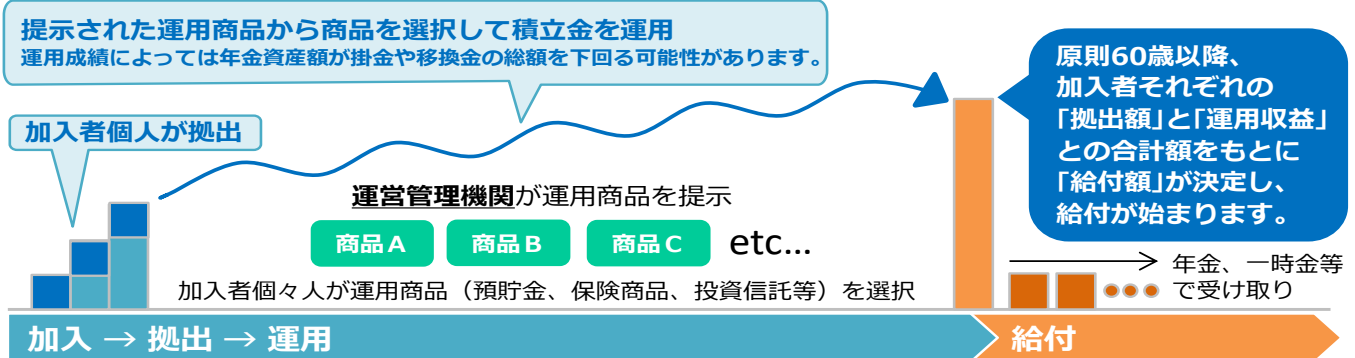 提示された運用商品から商品を選択して積立金を運用
運用成績によっては年金資産額が掛金や移換金の総額を下回る可能性があります。
加入者個人が拠出
運営管理機関が運用商品を提示
商品A
商品B
商品C
etc…
加入者個々人が運用商品（預貯金、保険商品、投資信託等）を選択
原則60歳以降、
加入者それぞれの
「拠出額」と「運用収益」
との合計額をもとに
「給付額」が決定し、
給付が始まります。
年金、一時金等
で受け取り
加入 → 拠出 → 運用
給付